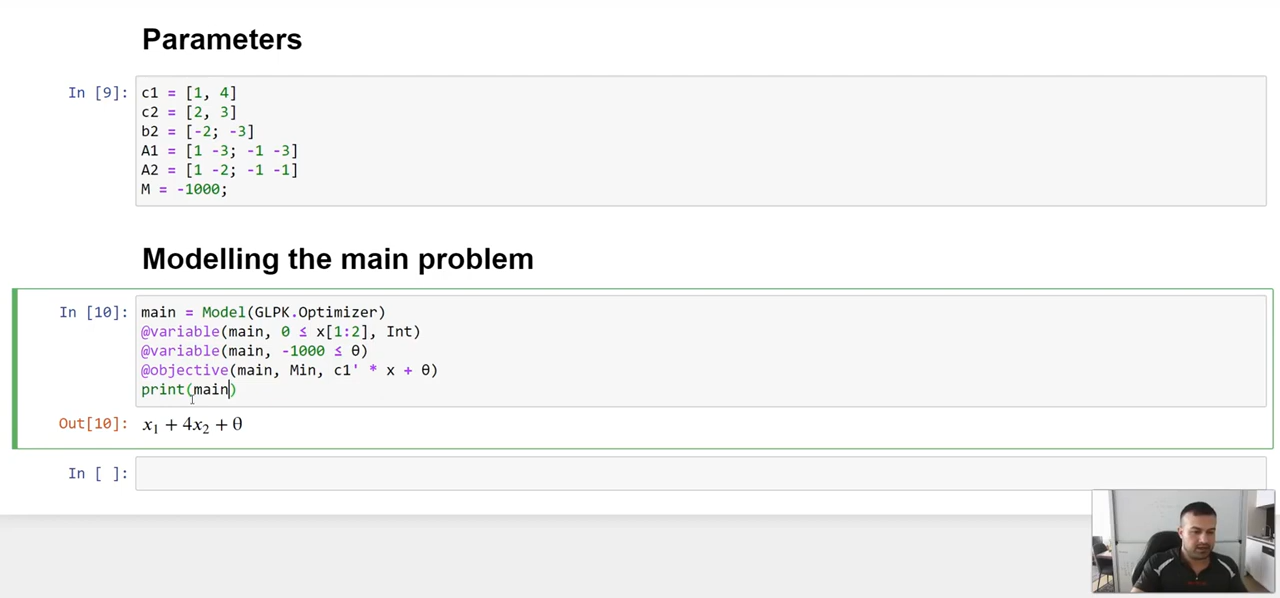 Parameters
In [9]:
c1 = [1, 4]
c2 = [2, 3]
b2 = [-2; -3]
A1 = [1 -3; -1 -3]
A2 = [1 -2; -1 -1]
M = -1000;
Modelling the main problem
In [10]:
main = Model(GLPK.Optimizer)
@variable(main, 0 ≤ x[1:2], Int)
@variable(main, -1000 ≤ θ)
@objective(main, Min, c1' * x + θ)
print(main)
Out[10]:
x₁ + 4x₂ + θ
In [ ]: